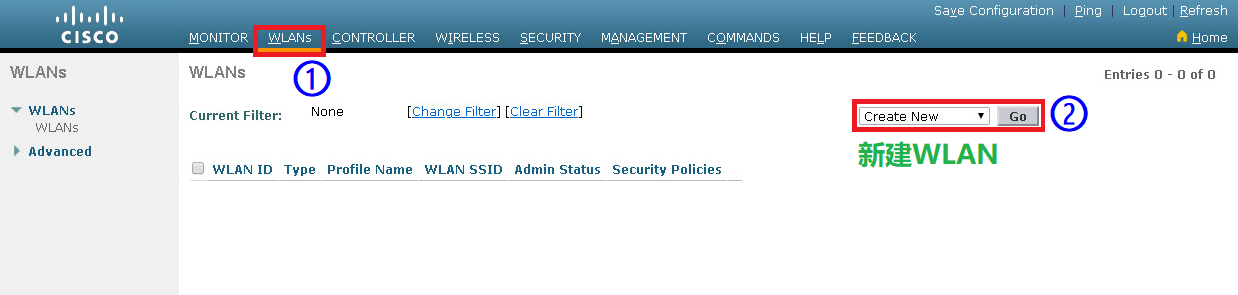 Save Configuration | Ping | Logout | Refresh
CISCO
MONITOR WLANs CONTROLLER WIRELESS SECURITY MANAGEMENT COMMANDS HELP FEEDBACK Home
WLANs
WLANs
Entries 0 - 0 of 0
①
WLANs
WLANs
Advanced
Current Filter: None [Change Filter] [Clear Filter]
Create New Go ②
新建WLAN
WLAN ID Type Profile Name WLAN SSID Admin Status Security Policies